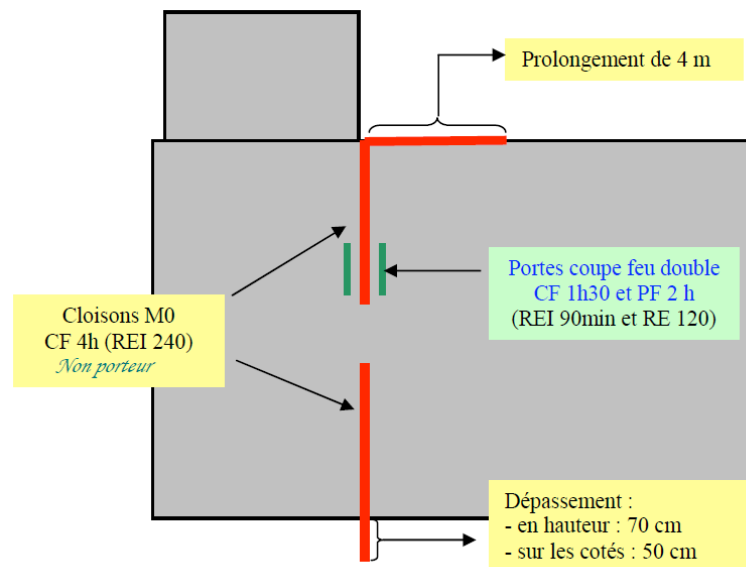 Prolongement de 4 m
Portes coupe feu double
CF 1h30 et PF 2 h
(REI 90min et RE 120)
Cloisons M0
CF 4h (REI 240)
Non porteur
Dépassement :
- en hauteur : 70 cm
- sur les cotés : 50 cm